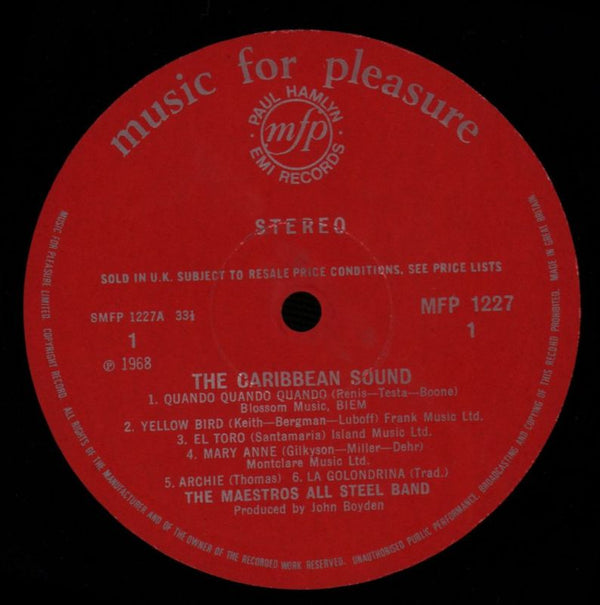 music for pleasure
PAUL HAMLYN
mfp
EMI RECORDS
STEREO
SOLD IN U.K. SUBJECT TO RESALE PRICE CONDITIONS, SEE PRICE LISTS
SMFP 1227A 33⅓
1
℗ 1968
MFP 1227
1
THE CARIBBEAN SOUND
1. QUANDO QUANDO QUANDO (Renis—Testa—Boone)
Blossom Music, BIEM
2. YELLOW BIRD (Keith—Bergman—Luboff) Frank Music Ltd.
3. EL TORO (Santamaria) Island Music Ltd.
4. MARY ANNE (Gilkyson—Miller—Dehr)
Montclare Music Ltd.
5. ARCHIE (Thomas) 6. LA GOLONDRINA (Trad.)
THE MAESTROS ALL STEEL BAND
Produced by John Boyden
MUSIC FOR PLEASURE LIMITED. COPYRIGHT RECORD. ALL RIGHTS OF THE MANUFACTURER AND OF THE OWNER OF THE RECORDED WORK RESERVED. UNAUTHORISED PUBLIC PERFORMANCE, BROADCASTING AND COPYING OF THIS RECORD PROHIBITED. MADE IN GREAT BRITAIN